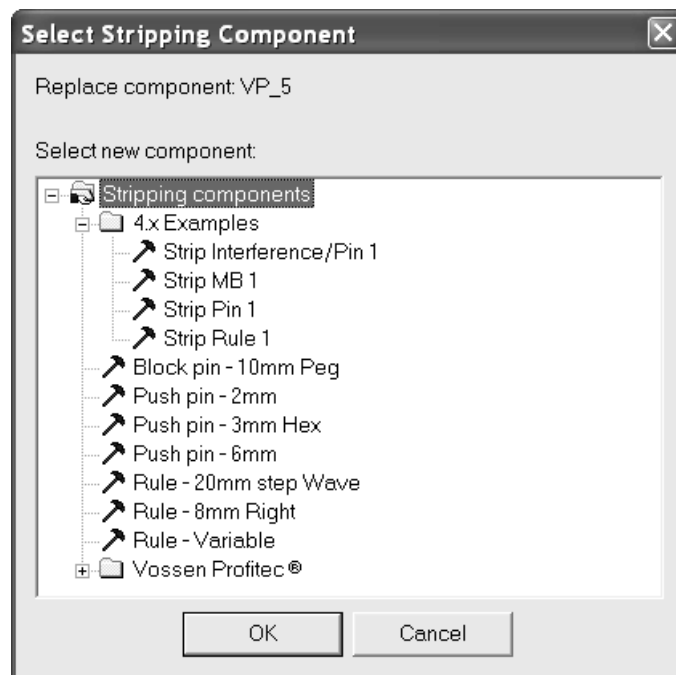 Select Stripping Component
Replace component: VP_5
Select new component:
Stripping components
4.x Examples
Strip Interference/Pin 1
Strip MB 1
Strip Pin 1
Strip Rule 1
Block pin - 10mm Peg
Push pin - 2mm
Push pin - 3mm Hex
Push pin - 6mm
Rule - 20mm step Wave
Rule - 8mm Right
Rule - Variable
Vossen Profitec ®
OK
Cancel